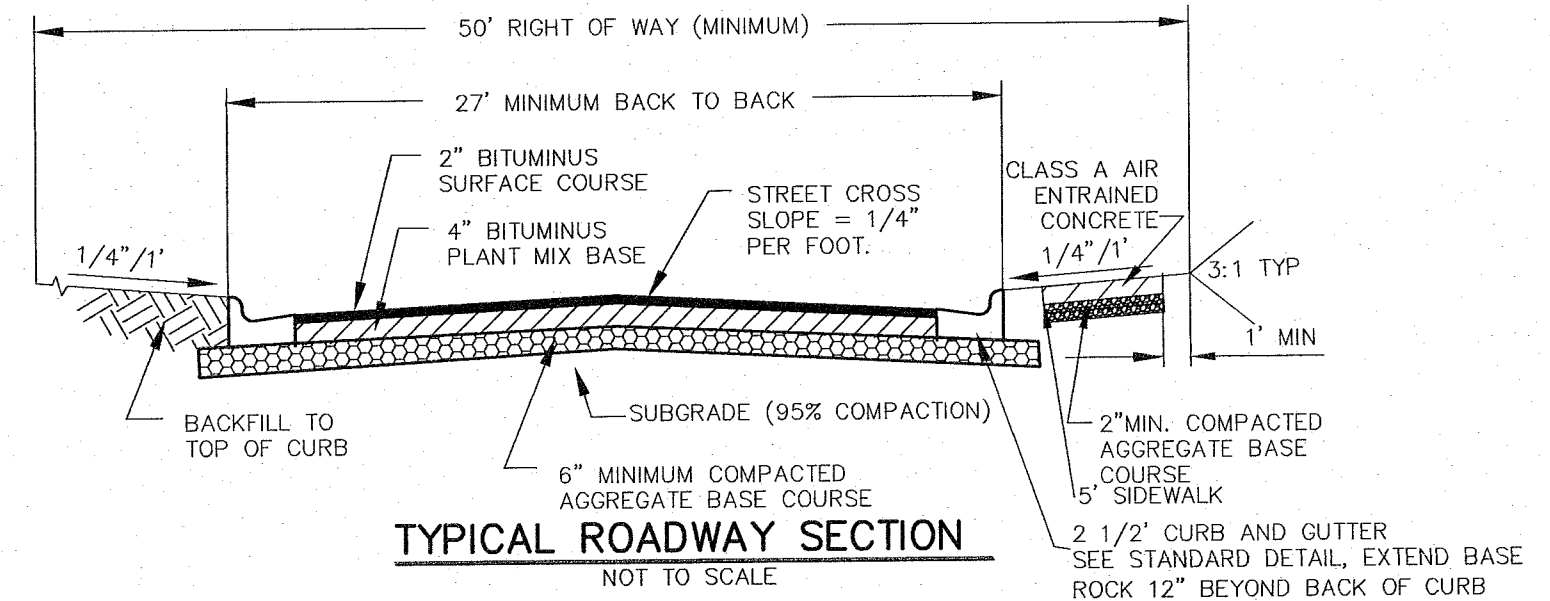 50' RIGHT OF WAY (MINIMUM)
27' MINIMUM BACK TO BACK
2" BITUMINUS
SURFACE COURSE
4" BITUMINUS
PLANT MIX BASE
STREET CROSS
SLOPE = 1/4"
PER FOOT.
CLASS A AIR
ENTRAINED
CONCRETE
1/4"/1'
1/4"/1'
3:1 TYP
1' MIN
BACKFILL TO
TOP OF CURB
SUBGRADE (95% COMPACTION)
6" MINIMUM COMPACTED
AGGREGATE BASE COURSE
2"MIN. COMPACTED
AGGREGATE BASE
COURSE
5' SIDEWALK
2 1/2' CURB AND GUTTER
SEE STANDARD DETAIL, EXTEND BASE
ROCK 12" BEYOND BACK OF CURB
TYPICAL ROADWAY SECTION
NOT TO SCALE